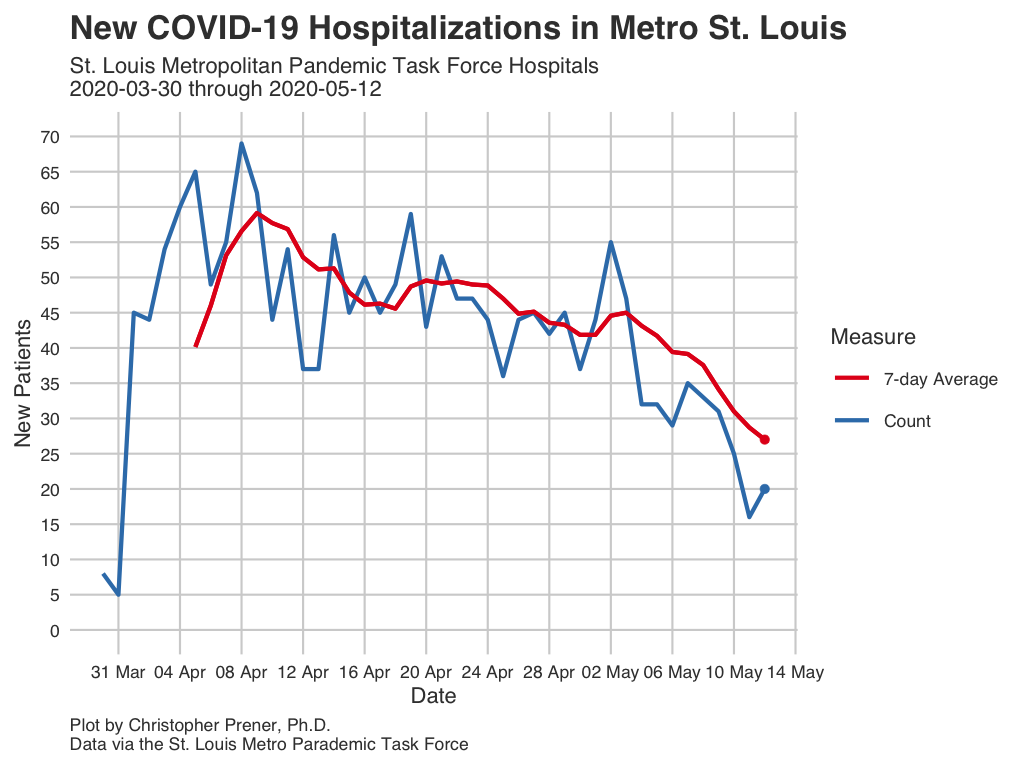 New COVID-19 Hospitalizations in Metro St. Louis
St. Louis Metropolitan Pandemic Task Force Hospitals
2020-03-30 through 2020-05-12
70
65
60
55
50
45
40
35
30
25
20
15
10
5
0
New Patients
31 Mar 04 Apr 08 Apr 12 Apr 16 Apr 20 Apr 24 Apr 28 Apr 02 May 06 May 10 May 14 May
Date
Measure
7-day Average
Count
Plot by Christopher Prener, Ph.D.
Data via the St. Louis Metro Parademic Task Force